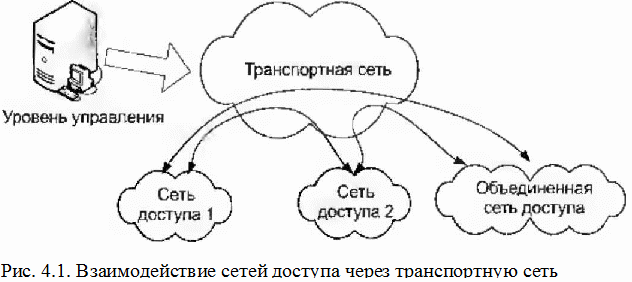 Транспортная сеть
Уровень управления
Сеть
доступа 1
Сеть
доступа 2
Объединенная
сеть доступа
Рис. 4.1. Взаимодействие сетей доступа через транспортную сеть